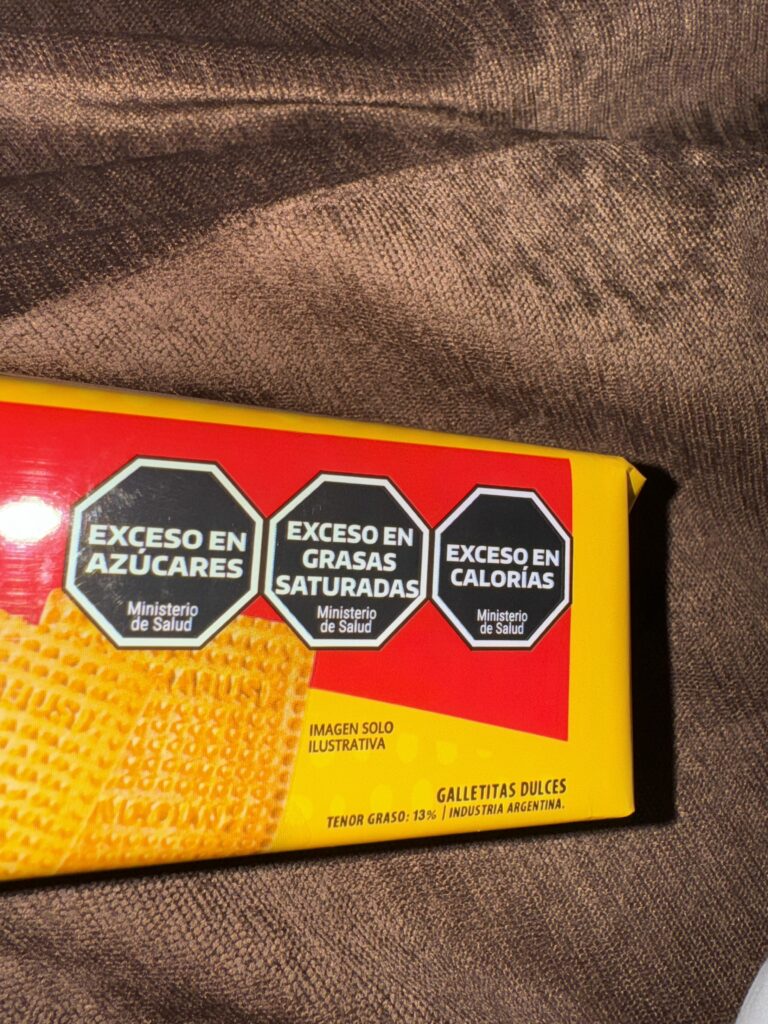 EXCESO EN
AZÚCARES
Ministerio
de Salud
EXCESO EN
GRASAS
SATURADAS
Ministerio
de Salud
EXCESO EN
CALORÍAS
Ministerio
de Salud
IMAGEN SOLO
ILUSTRATIVA
GALLETITAS DULCES
TENOR GRASO: 13% | INDUSTRIA ARGENTINA.